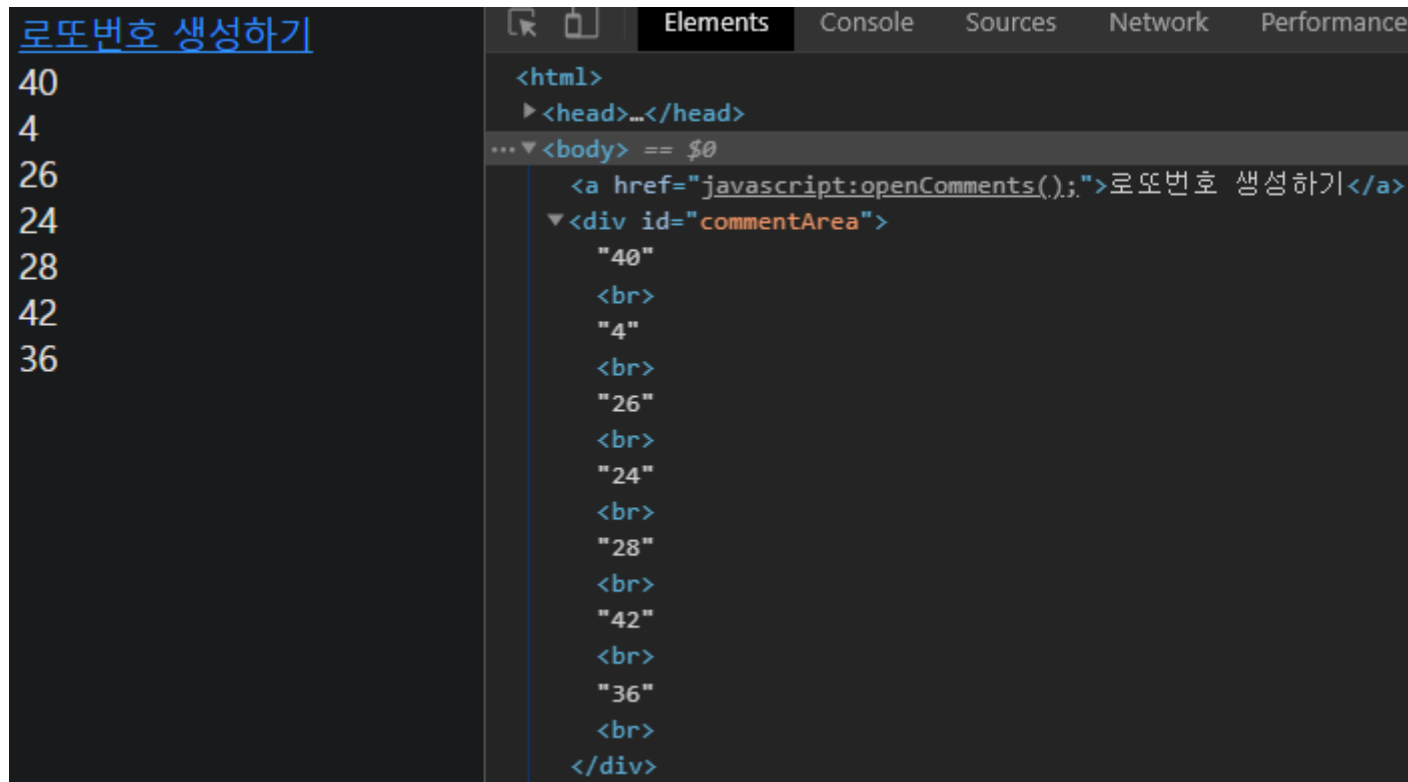 로또번호 생성하기
40
4
26
24
28
42
36
Elements Console Sources Network Performance
<html>
<head>…</head>
<body> == $0
<a href="javascript:openComments();">로또번호 생성하기</a>
<div id="commentArea">
"40"
<br>
"4"
<br>
"26"
<br>
"24"
<br>
"28"
<br>
"42"
<br>
"36"
<br>
</div>